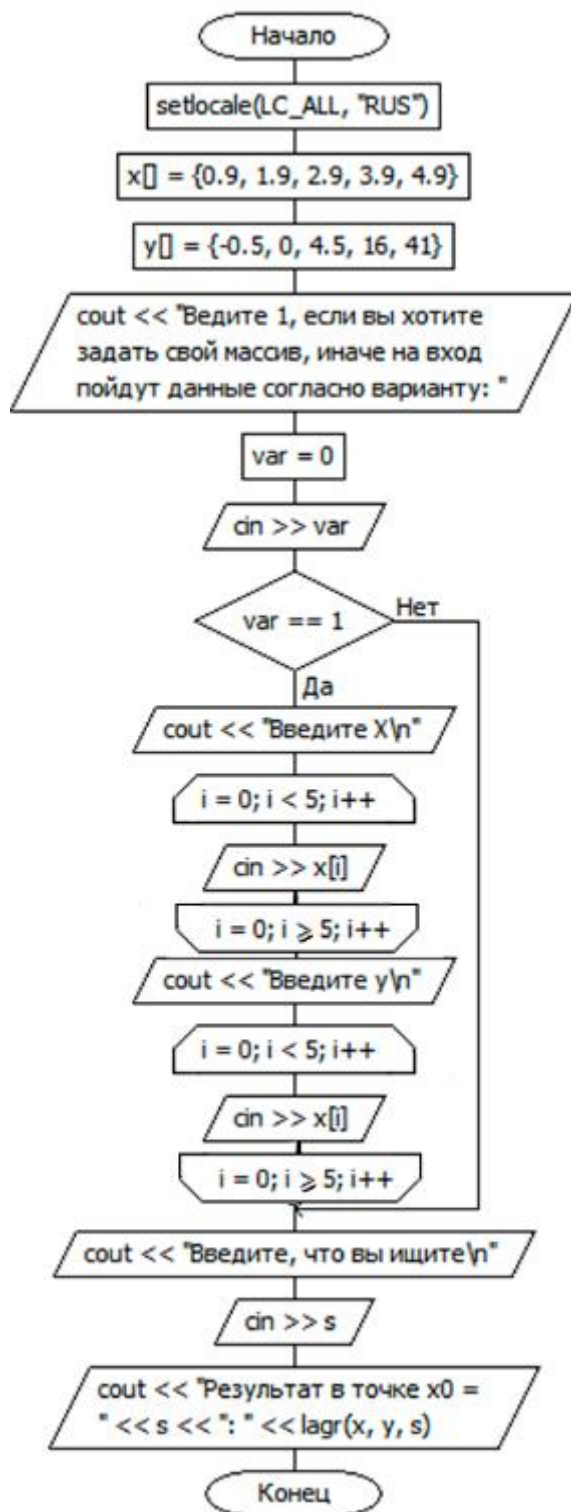 Начало
setlocale(LC_ALL, "RUS")
x[] = {0.9, 1.9, 2.9, 3.9, 4.9}
y[] = {-0.5, 0, 4.5, 16, 41}
cout << "Ведите 1, если вы хотите
задать свой массив, иначе на вход
пойдут данные согласно варианту: "
var = 0
cin >> var
var == 1
Нет
Да
cout << "Введите X\n"
i = 0; i < 5; i++
cin >> x[i]
i = 0; i ⩾ 5; i++
cout << "Введите y\n"
i = 0; i < 5; i++
cin >> x[i]
i = 0; i ⩾ 5; i++
cout << "Введите, что вы ищите\n"
cin >> s
cout << "Результат в точке x0 =
" << s << ": " << lagr(x, y, s)
Конец